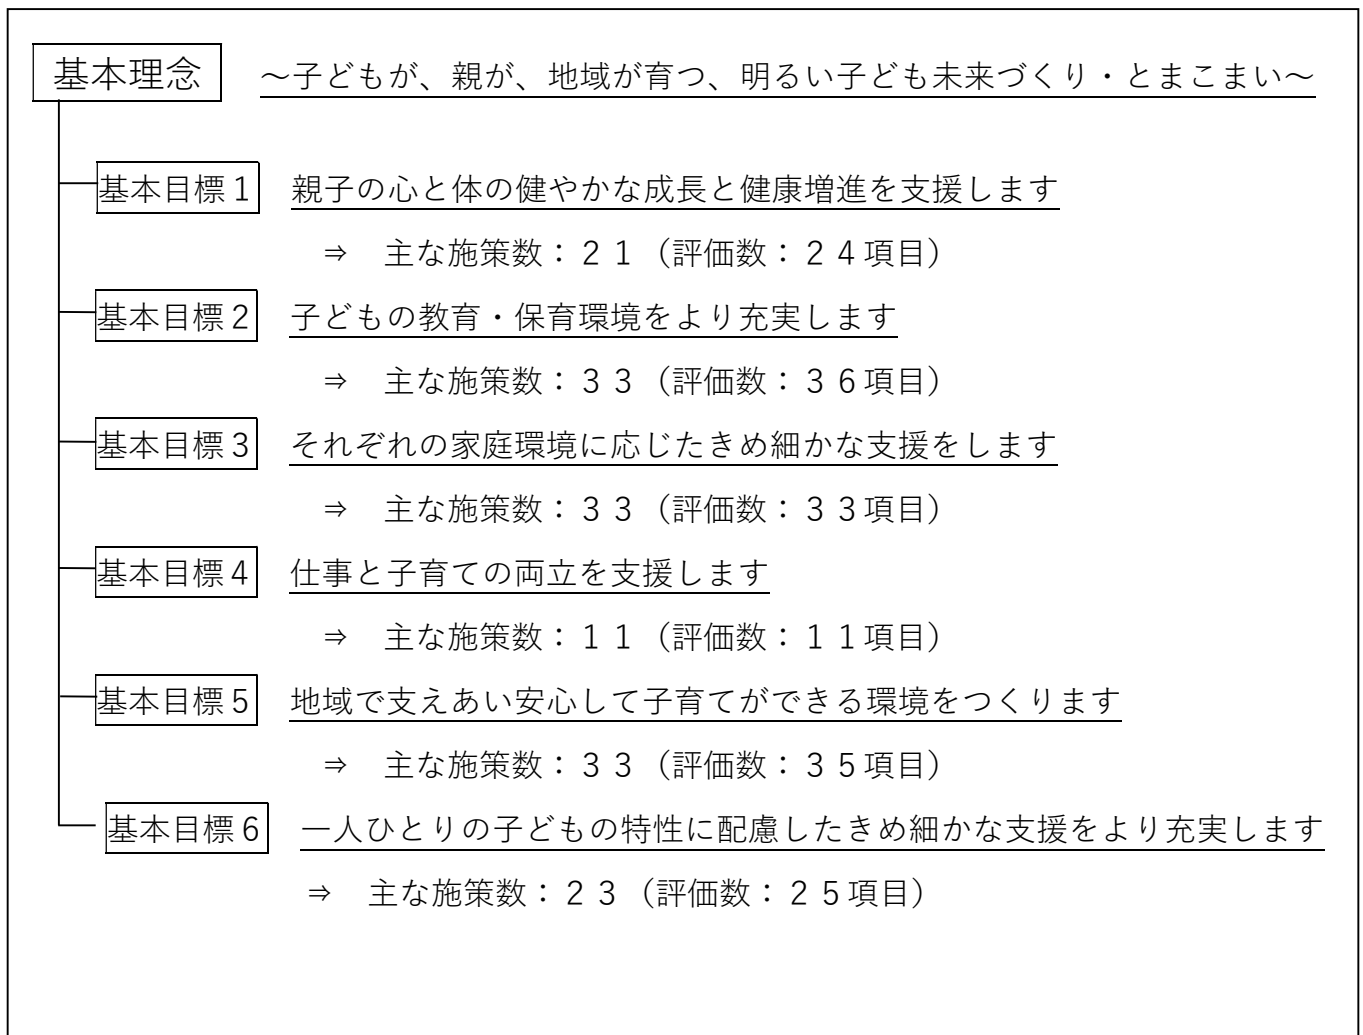 基本理念 ～子どもが、親が、地域が育つ、明るい子ども未来づくり・とまこまい～
基本目標１ 親子の心と体の健やかな成長と健康増進を支援します
⇒　主な施策数：２１（評価数：２４項目）
基本目標２ 子どもの教育・保育環境をより充実します
⇒　主な施策数：３３（評価数：３６項目）
基本目標３ それぞれの家庭環境に応じたきめ細かな支援をします
⇒　主な施策数：３３（評価数：３３項目）
基本目標４ 仕事と子育ての両立を支援します
⇒　主な施策数：１１（評価数：１１項目）
基本目標５ 地域で支えあい安心して子育てができる環境をつくります
⇒　主な施策数：３３（評価数：３５項目）
基本目標６ 一人ひとりの子どもの特性に配慮したきめ細かな支援をより充実します
⇒　主な施策数：２３（評価数：２５項目）